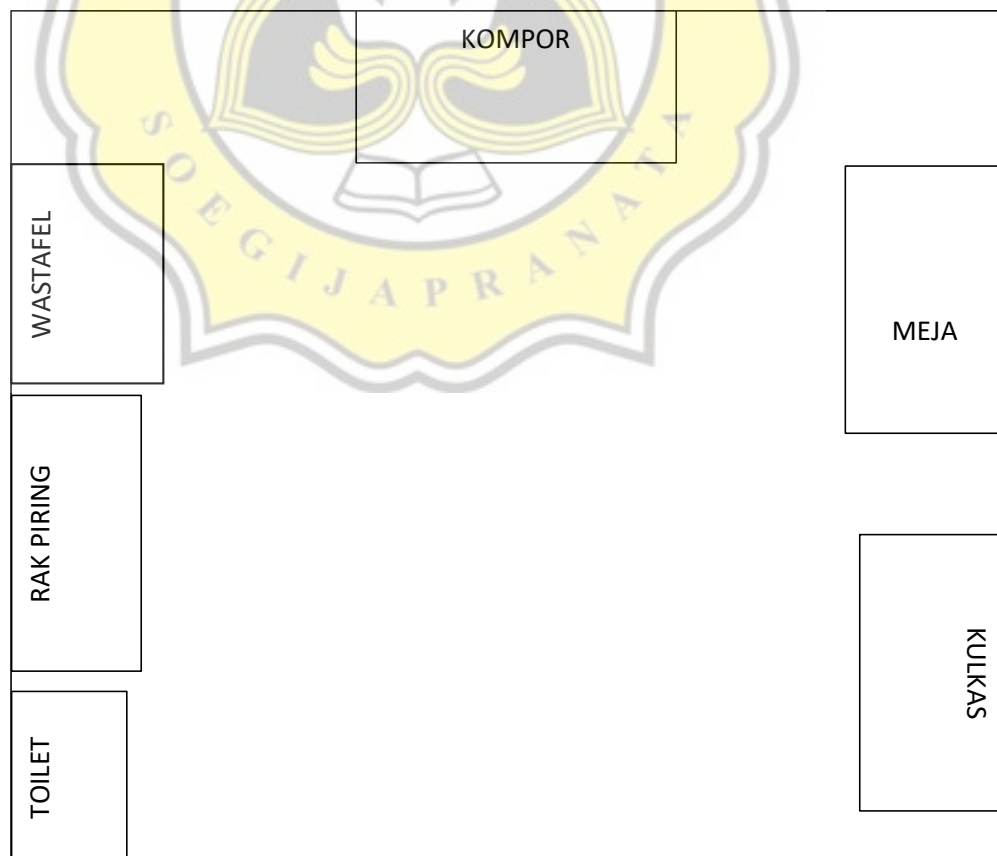 KOMPOR
WASTAFEL
MEJA
RAK PIRING
KULKAS
TOILET
SOEGIJAPRANATA